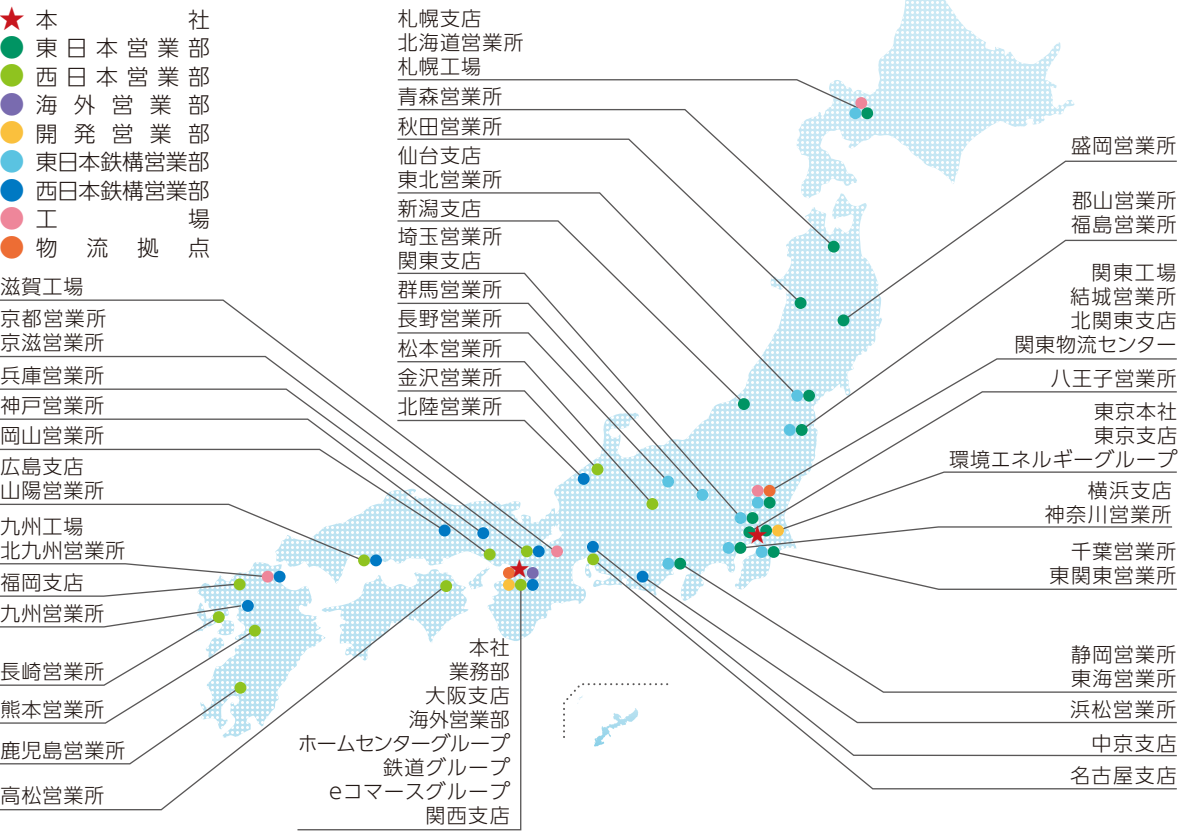 本社
東日本営業部
西日本営業部
海外営業部
開発営業部
東日本鉄構営業部
西日本鉄構営業部
工場
物流拠点
滋賀工場
京都営業所
京滋営業所
兵庫営業所
神戸営業所
岡山営業所
広島支店
山陽営業所
九州工場
北九州営業所
福岡支店
九州営業所
長崎営業所
熊本営業所
鹿児島営業所
高松営業所
札幌支店
北海道営業所
札幌工場
青森営業所
秋田営業所
仙台支店
東北営業所
新潟支店
埼玉営業所
関東支店
群馬営業所
長野営業所
松本営業所
金沢営業所
北陸営業所
本社
業務部
大阪支店
海外営業部
ホームセンターグループ
鉄道グループ
eコマースグループ
関西支店
盛岡営業所
郡山営業所
福島営業所
関東工場
結城営業所
北関東支店
関東物流センター
八王子営業所
東京本社
東京支店
環境エネルギーグループ
横浜支店
神奈川営業所
千葉営業所
東関東営業所
静岡営業所
東海営業所
浜松営業所
中京支店
名古屋支店